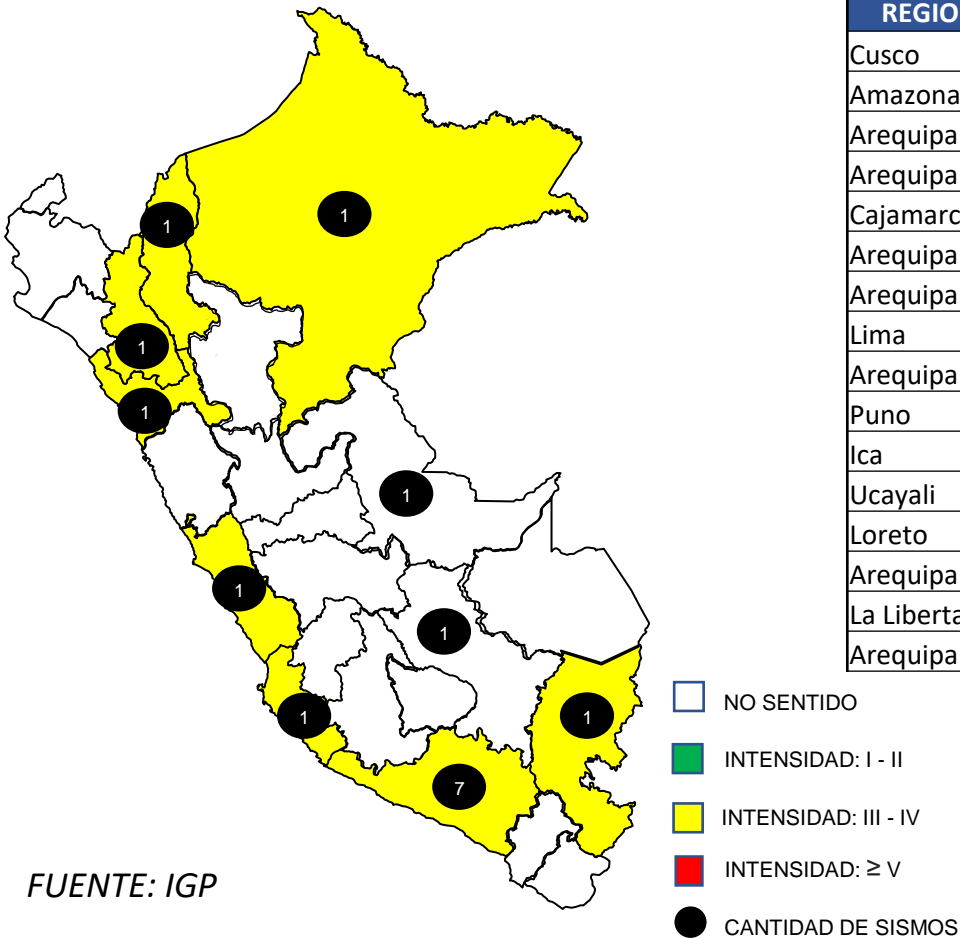 REGIO
Cusco
Amazona
Arequipa
Arequipa
Cajamarc
Arequipa
Arequipa
Lima
Arequipa
Puno
Ica
Ucayali
Loreto
Arequipa
La Liberta
Arequipa
1
1
1
1
1
1
1
1
1
7
NO SENTIDO
INTENSIDAD: I - II
INTENSIDAD: III - IV
INTENSIDAD: ≥ V
CANTIDAD DE SISMOS
FUENTE: IGP